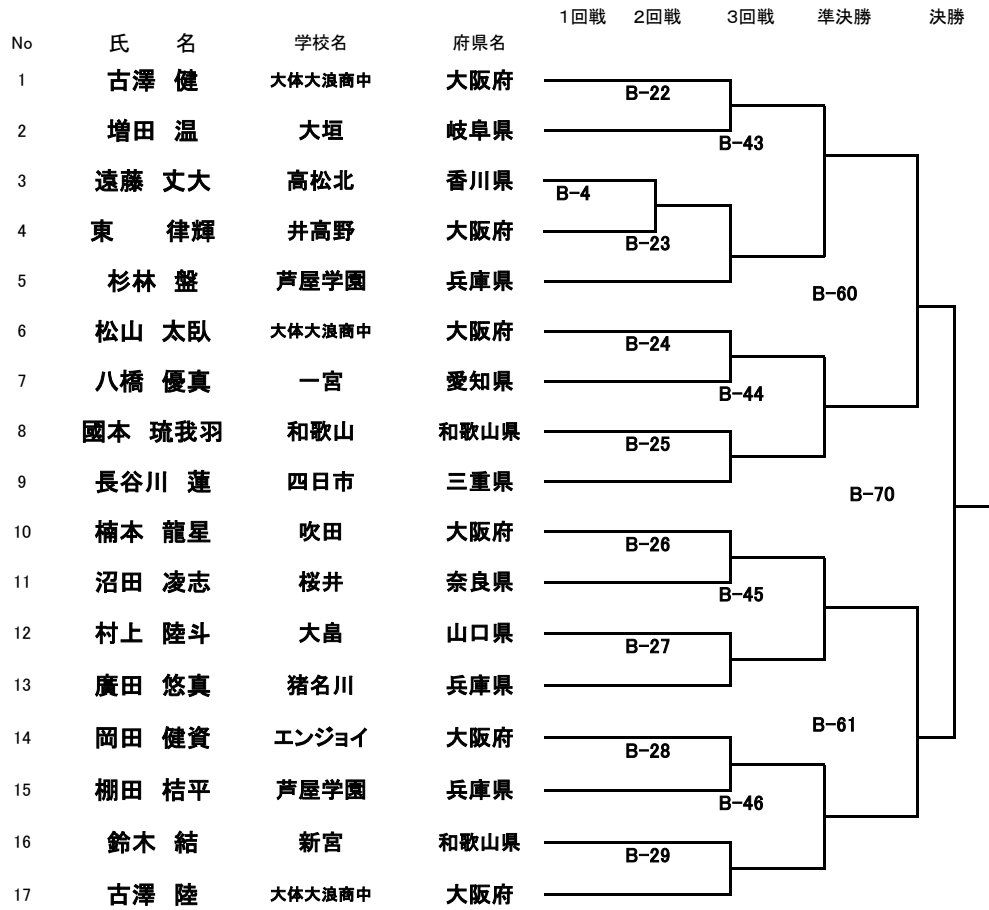 1回戦 2回戦 3回戦 準決勝 決勝
No 氏 名 学校名 府県名
1 古澤 健 大体大浪商中 大阪府
B-22
2 増田 温 大垣 岐阜県
B-43
3 遠藤 丈大 高松北 香川県
B-4
4 東 律輝 井高野 大阪府
B-23
5 杉林 盤 芦屋学園 兵庫県
B-60
6 松山 太臥 大体大浪商中 大阪府
B-24
7 八橋 優真 一宮 愛知県
B-44
8 國本 琉我羽 和歌山 和歌山県
B-25
9 長谷川 蓮 四日市 三重県
B-70
10 楠本 龍星 吹田 大阪府
B-26
11 沼田 凌志 桜井 奈良県
B-45
12 村上 陸斗 大畠 山口県
B-27
13 廣田 悠真 猪名川 兵庫県
B-61
14 岡田 健資 エンジョイ 大阪府
B-28
15 棚田 桔平 芦屋学園 兵庫県
B-46
16 鈴木 結 新宮 和歌山県
B-29
17 古澤 陸 大体大浪商中 大阪府